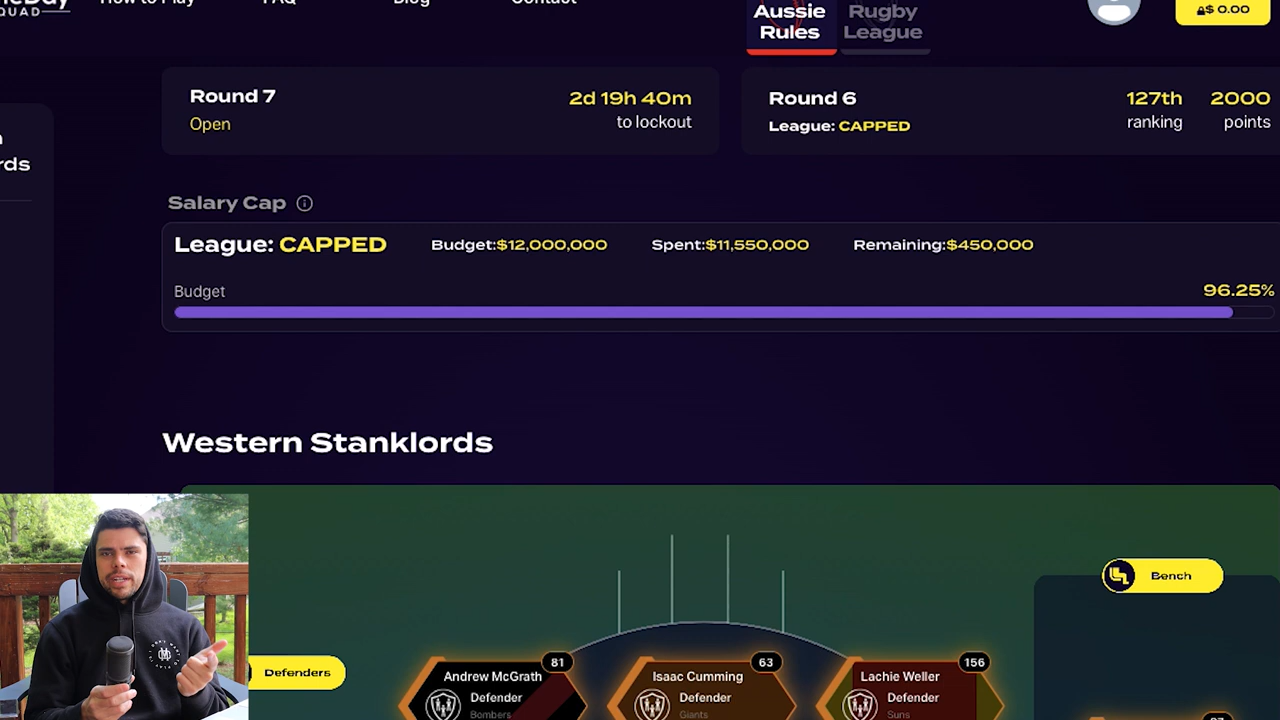 How to Play FAQ Blog Contact
SQUAD
Aussie
Rules
Rugby
League
$ 0.00
Round 7
Open
2d 19h 40m
to lockout
Round 6
League: CAPPED
127th
ranking
2000
points
Salary Cap
League: CAPPED
Budget:$12,000,000
Spent:$11,550,000
Remaining:$450,000
Budget
96.25%
Western Stanklords
Bench
Defenders
Andrew McGrath
81
Defender
Bombers
Isaac Cumming
63
Defender
Giants
Lachie Weller
156
Defender
Suns